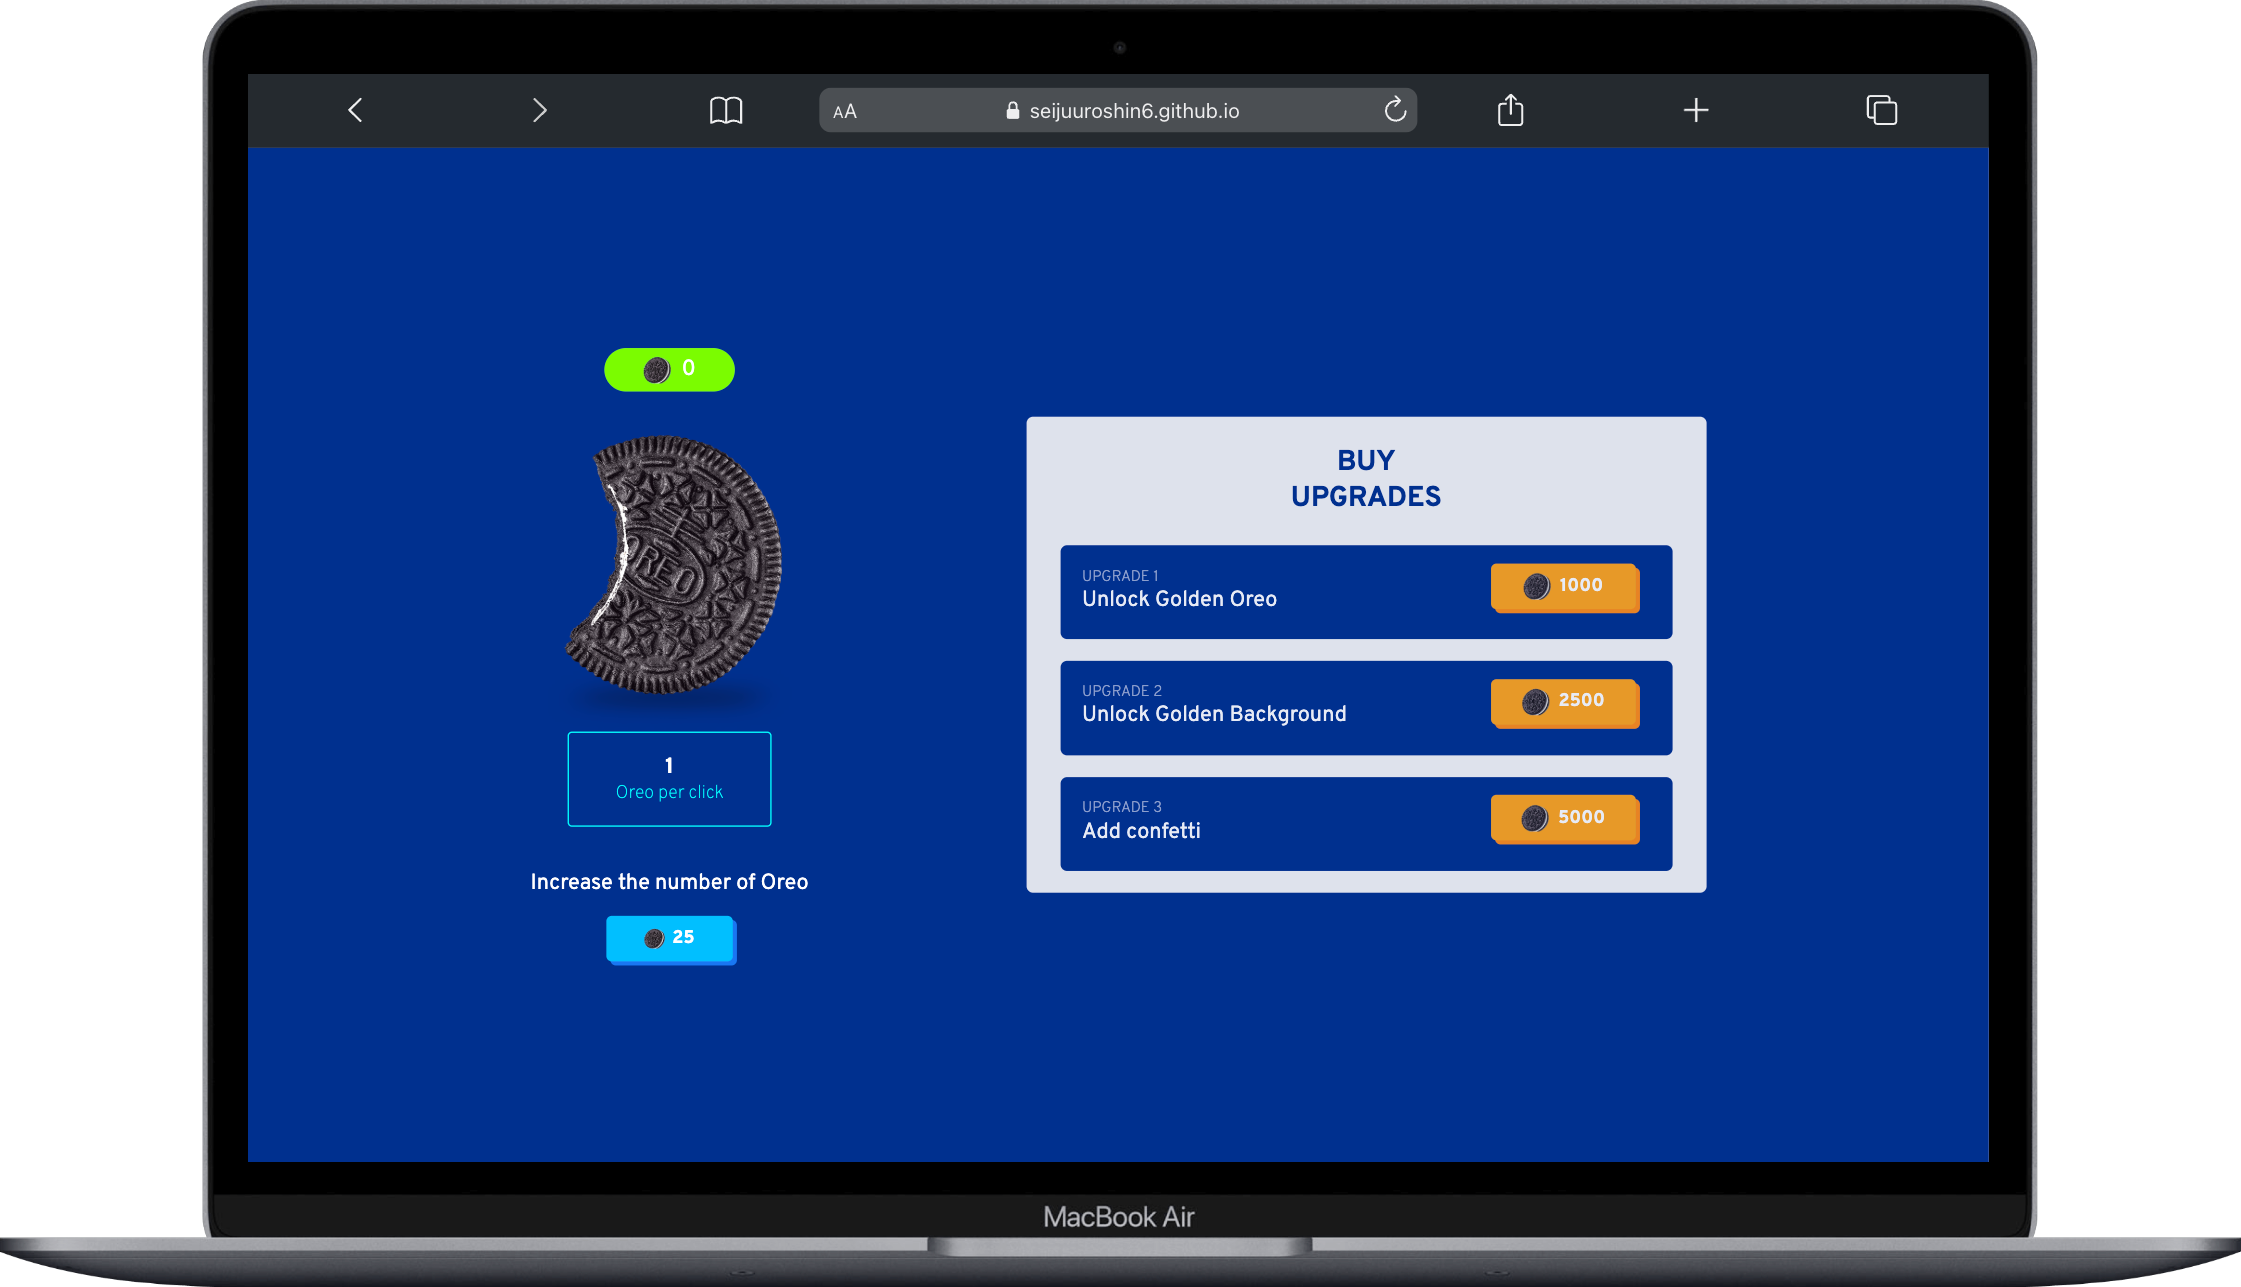 AA
seijuuroshin6.github.io
0
OREO
1
Oreo per click
Increase the number of Oreo
25
BUY
UPGRADES
UPGRADE 1
Unlock Golden Oreo
1000
UPGRADE 2
Unlock Golden Background
2500
UPGRADE 3
Add confetti
5000
MacBook Air